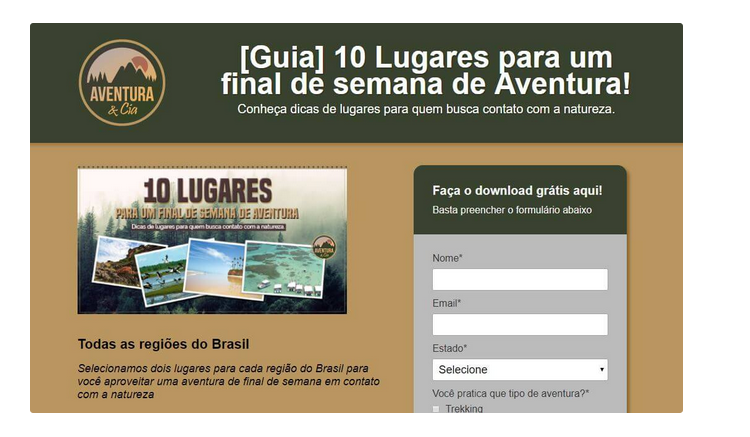 AVENTURA
& Cia
[Guia] 10 Lugares para um
final de semana de Aventura!
Conheça dicas de lugares para quem busca contato com a natureza.
10 LUGARES
PARA UM FINAL DE SEMANA DE AVENTURA
Dicas de lugares para quem busca contato com a natureza
AVENTURA
Todas as regiões do Brasil
Selecionamos dois lugares para cada região do Brasil para
você aproveitar uma aventura de final de semana em contato
com a natureza
Faça o download grátis aqui!
Basta preencher o formulário abaixo
Nome*
Email*
Estado*
Selecione
Você pratica que tipo de aventura?*
Trekking